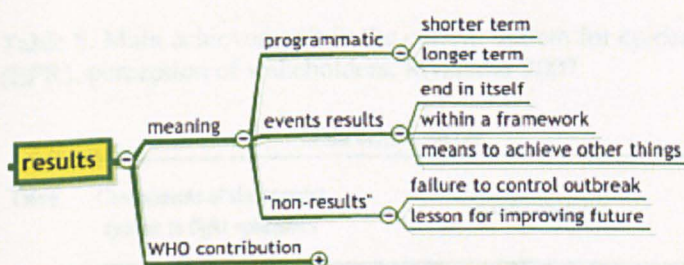 shorter term
programmatic
longer term
end in itself
meaning
events results
within a framework
results
means to achieve other things
"non-results"
failure to control outbreak
lesson for improving future
WHO contribution